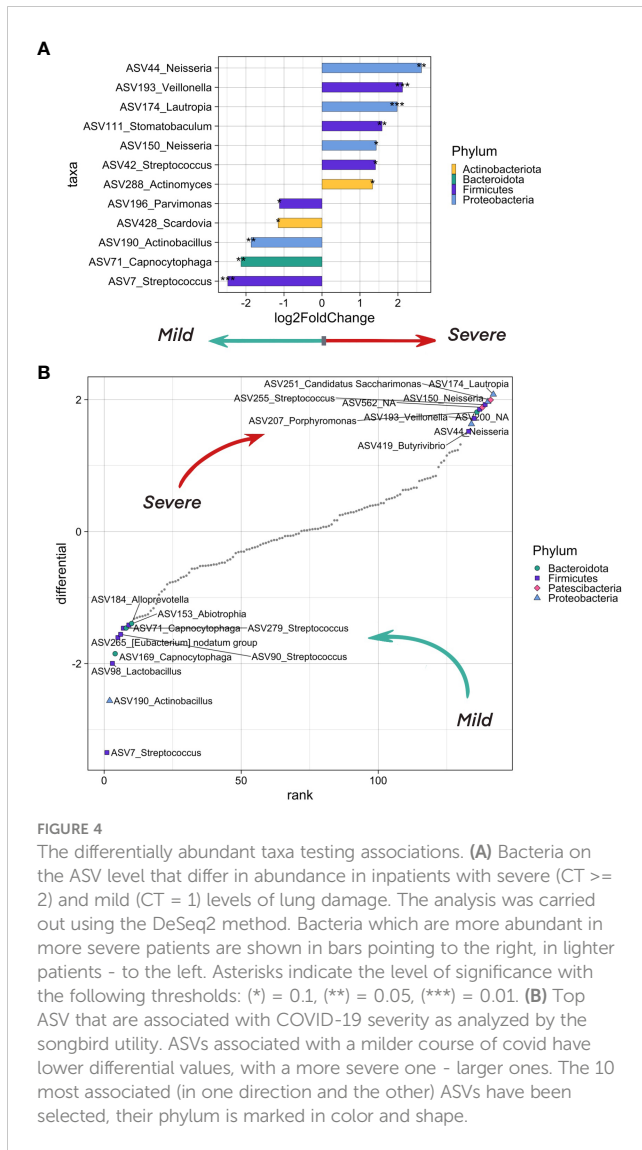 A
ASV44_Neisseria
ASV193_Veillonella
ASV174_Lautropia
ASV111_Stomatobaculum
ASV150_Neisseria
ASV42_Streptococcus
ASV288_Actinomyces
ASV196_Parvimonas
ASV428_Scardovia
ASV190_Actinobacillus
ASV71_Capnocytophaga
ASV7_Streptococcus
taxa
**
***
***
**
*
*
*
*
*
**
**
***
-2 -1 0 1 2
log2FoldChange
Phylum
Actinobacteriota
Bacteroidota
Firmicutes
Proteobacteria
Mild
Severe
B
ASV251_Candidatus Saccharimonas ASV174_Lautropia
ASV255_Streptococcus ASV150_Neisseria
ASV562_NA
ASV207_Porphyromonas ASV193_Veillonella ASV200_NA
ASV44_Neisseria
ASV419_Butyrivibrio
Severe
2
0
-2
differential
ASV184_Alloprevotella
ASV153_Abiotrophia
ASV71_Capnocytophaga ASV279_Streptococcus
ASV265_[Eubacterium] nodatum group
ASV169_Capnocytophaga ASV90_Streptococcus
ASV98_Lactobacillus
ASV190_Actinobacillus
ASV7_Streptococcus
Mild
0 50 100
rank
Phylum
Bacteroidota
Firmicutes
Patescibacteria
Proteobacteria
FIGURE 4
The differentially abundant taxa testing associations. (A) Bacteria on
the ASV level that differ in abundance in inpatients with severe (CT >=
2) and mild (CT = 1) levels of lung damage. The analysis was carried
out using the DeSeq2 method. Bacteria which are more abundant in
more severe patients are shown in bars pointing to the right, in lighter
patients - to the left. Asterisks indicate the level of significance with
the following thresholds: (*) = 0.1, (**) = 0.05, (***) = 0.01. (B) Top
ASV that are associated with COVID-19 severity as analyzed by the
songbird utility. ASVs associated with a milder course of covid have
lower differential values, with a more severe one - larger ones. The 10
most associated (in one direction and the other) ASVs have been
selected, their phylum is marked in color and shape.